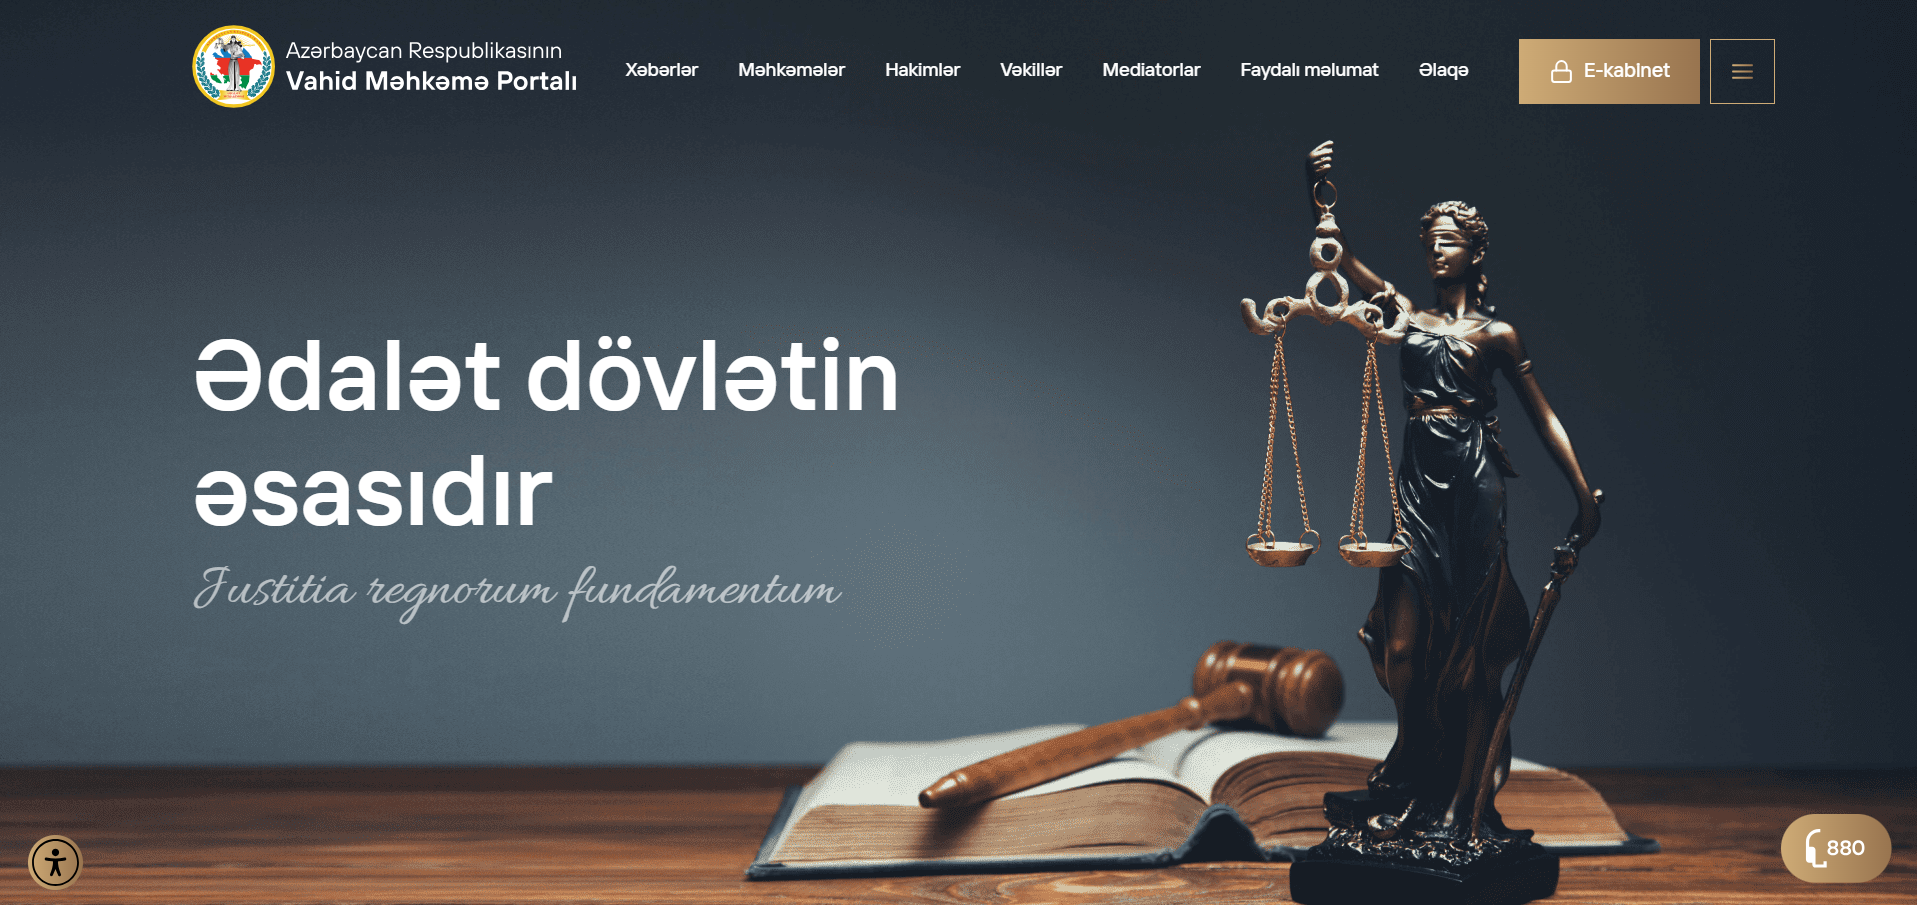 Azərbaycan Respublikasının
Vahid Məhkəmə Portalı
Xəbərlər
Məhkəmələr
Hakimlər
Vəkillər
Mediatorlar
Faydalı məlumat
Əlaqə
E-kabinet
Ədalət dövlətin
əsasıdır
Justitia regnorum fundamentum
880